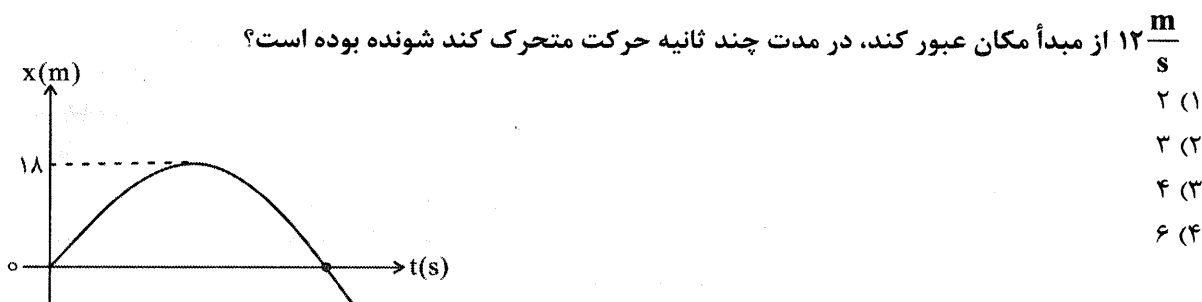 ۱۲ m/s از مبدأ مکان عبور کند، در مدت چند ثانیه حرکت متحرک کند شونده بوده است؟
۱) ۲
۲) ۳
۳) ۴
۴) ۶
x(m)
۱۸
۰
t(s)